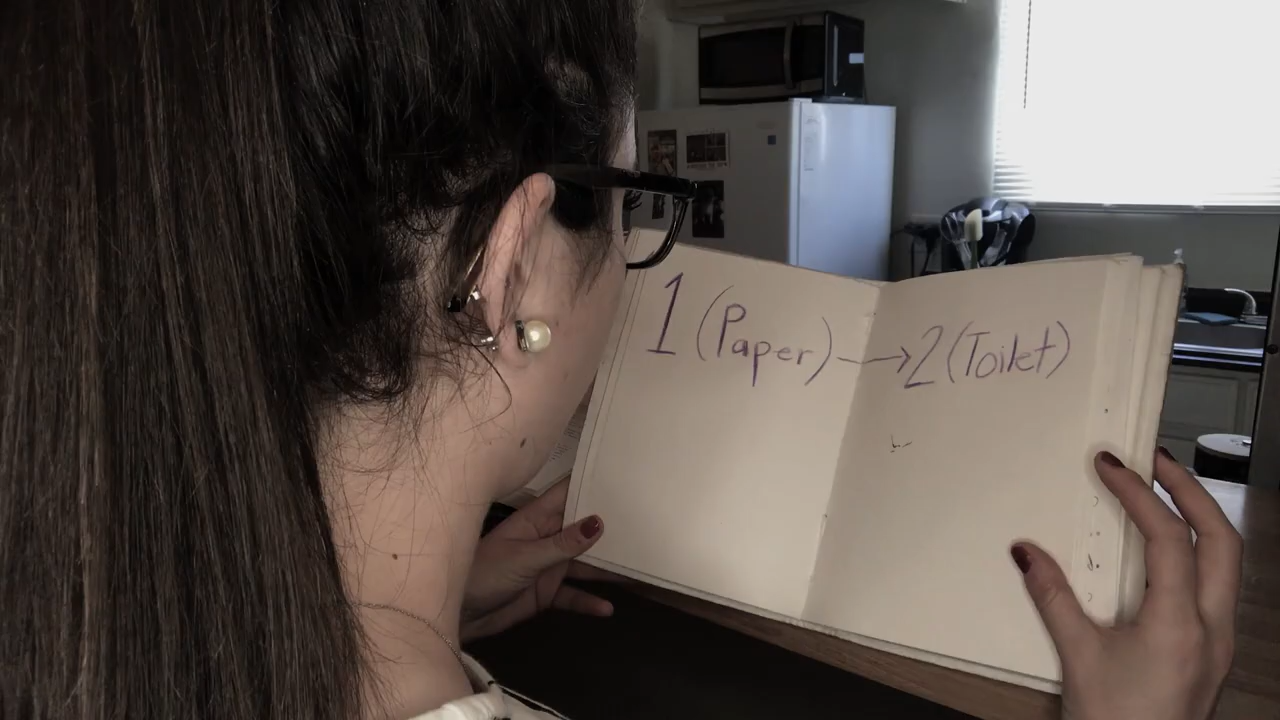 1 (Paper) → 2 (Toilet)